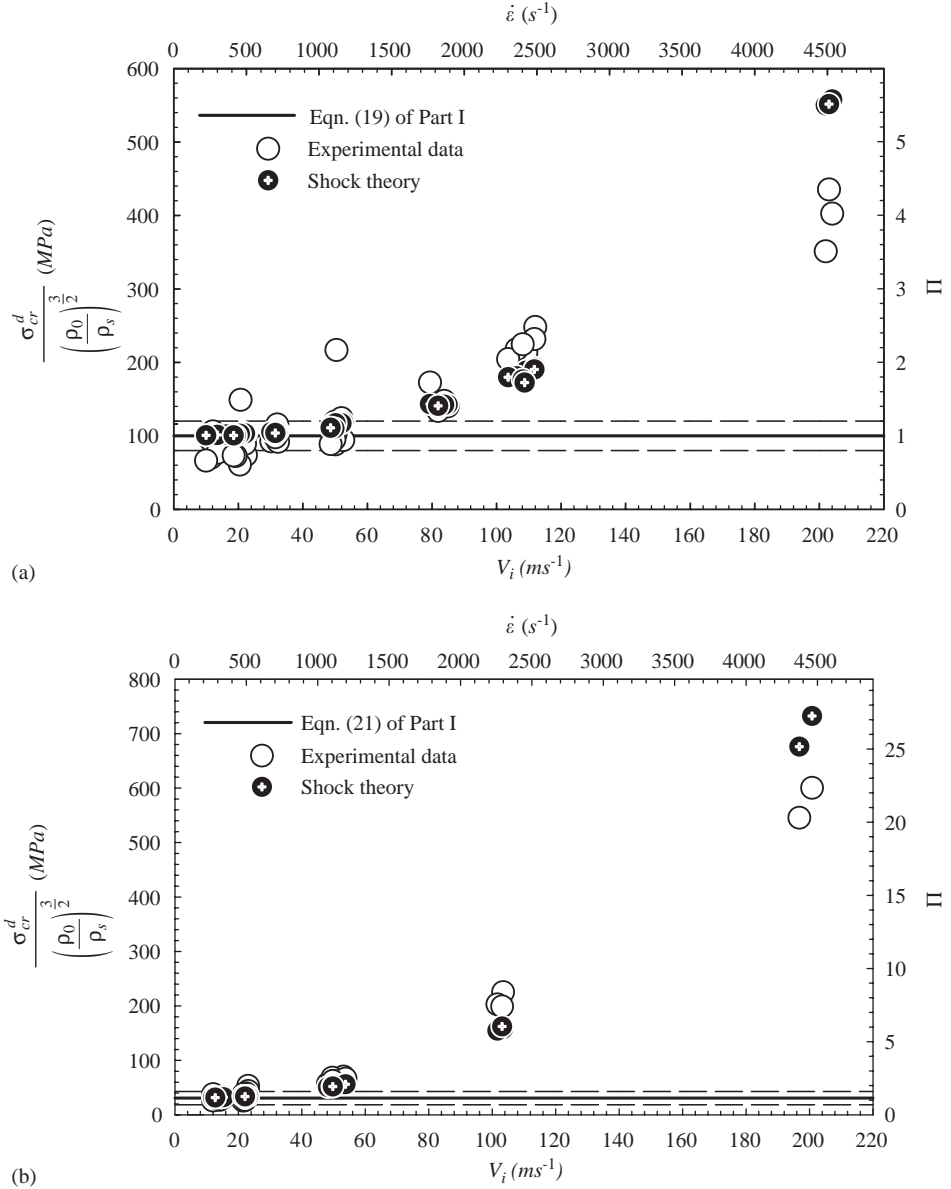 ε̇ (s⁻¹)
0 500 1000 1500 2000 2500 3000 3500 4000 4500
600
500
400
300
200
100
0
Eqn. (19) of Part I
Experimental data
Shock theory
5
4
3
2
1
0
σ_cr^d / (ρ₀/ρ_s)^(3/2) (MPa)
Π
0 20 40 60 80 100 120 140 160 180 200 220
V_i (ms⁻¹)
(a)
ε̇ (s⁻¹)
0 500 1000 1500 2000 2500 3000 3500 4000 4500
800
700
600
500
400
300
200
100
0
Eqn. (21) of Part I
Experimental data
Shock theory
25
20
15
10
5
0
σ_cr^d / (ρ₀/ρ_s)^(3/2) (MPa)
Π
0 20 40 60 80 100 120 140 160 180 200 220
V_i (ms⁻¹)
(b)